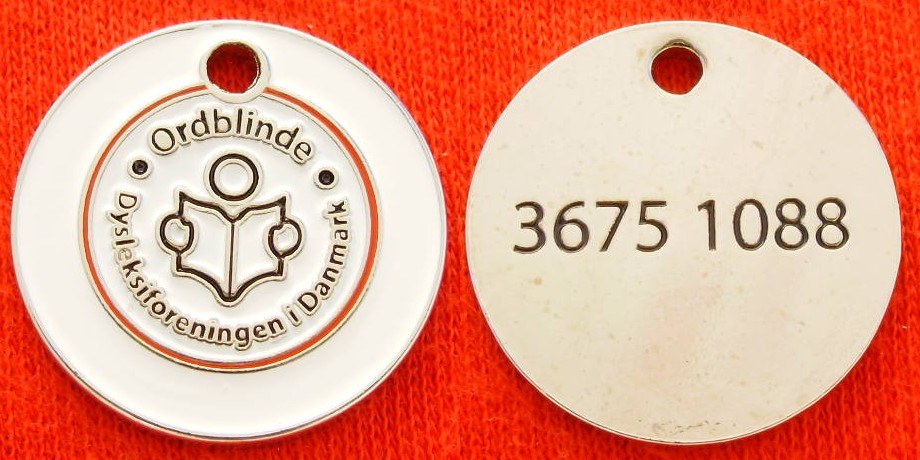 Ordblinde
Dysleksiforeningen i Danmark
3675 1088